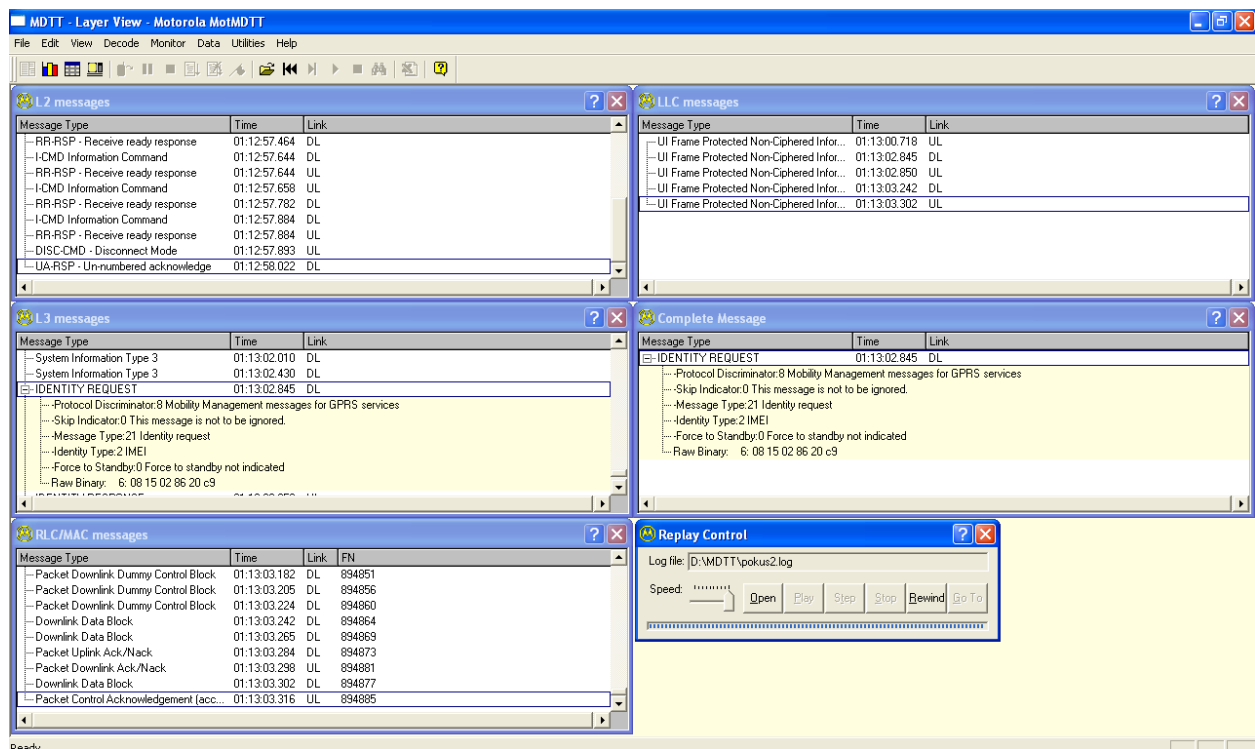 MDTT - Layer View - Motorola MotMDTT
File Edit View Decode Monitor Data Utilities Help
L2 messages
Message Type Time Link
RR-RSP - Receive ready response 01:12:57.464 DL
I-CMD Information Command 01:12:57.644 DL
RR-RSP - Receive ready response 01:12:57.644 UL
I-CMD Information Command 01:12:57.658 UL
RR-RSP - Receive ready response 01:12:57.782 DL
I-CMD Information Command 01:12:57.884 DL
RR-RSP - Receive ready response 01:12:57.884 UL
DISC-CMD - Disconnect Mode 01:12:57.893 UL
UA-RSP - Un-numbered acknowledge 01:12:58.022 DL
LLC messages
Message Type Time Link
UI Frame Protected Non-Ciphered Infor... 01:13:00.718 UL
UI Frame Protected Non-Ciphered Infor... 01:13:02.845 DL
UI Frame Protected Non-Ciphered Infor... 01:13:02.850 UL
UI Frame Protected Non-Ciphered Infor... 01:13:03.242 DL
UI Frame Protected Non-Ciphered Infor... 01:13:03.302 UL
L3 messages
Message Type Time Link
System Information Type 3 01:13:02.010 DL
System Information Type 3 01:13:02.430 DL
IDENTITY REQUEST 01:13:02.845 DL
-Protocol Discriminator:8 Mobility Management messages for GPRS services
-Skip Indicator:0 This message is not to be ignored.
-Message Type:21 Identity request
-Identity Type:2 IMEI
-Force to Standby:0 Force to standby not indicated
Raw Binary: 6: 08 15 02 86 20 c9
Complete Message
Message Type Time Link
IDENTITY REQUEST 01:13:02.845 DL
-Protocol Discriminator:8 Mobility Management messages for GPRS services
-Skip Indicator:0 This message is not to be ignored.
-Message Type:21 Identity request
-Identity Type:2 IMEI
-Force to Standby:0 Force to standby not indicated
Raw Binary: 6: 08 15 02 86 20 c9
RLC/MAC messages
Message Type Time Link FN
Packet Downlink Dummy Control Block 01:13:03.182 DL 894851
Packet Downlink Dummy Control Block 01:13:03.205 DL 894856
Packet Downlink Dummy Control Block 01:13:03.224 DL 894860
Downlink Data Block 01:13:03.242 DL 894864
Downlink Data Block 01:13:03.265 DL 894869
Packet Uplink Ack/Nack 01:13:03.284 DL 894873
Packet Downlink Ack/Nack 01:13:03.298 UL 894881
Downlink Data Block 01:13:03.302 DL 894877
Packet Control Acknowledgement (acc... 01:13:03.316 UL 894885
Replay Control
Log file: D:\MDTT\pokus2.log
Speed: Open Play Step Stop Rewind Go To
Ready